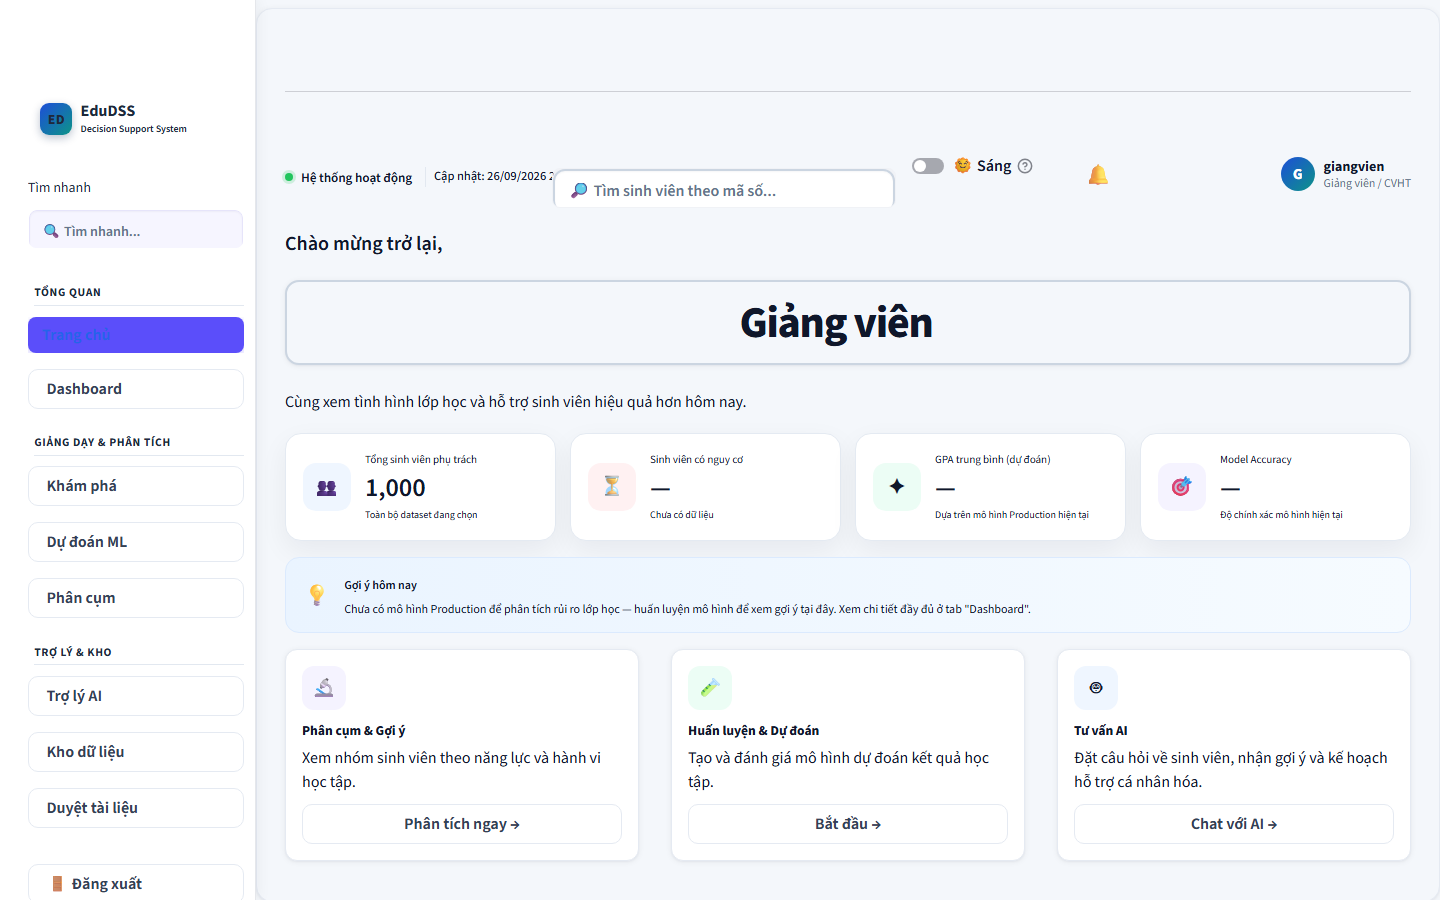 ED
EduDSS
Decision Support System
Tìm nhanh
Tìm nhanh...
TỔNG QUAN
Trang chủ
Dashboard
GIẢNG DẠY & PHÂN TÍCH
Khám phá
Dự đoán ML
Phân cụm
TRỢ LÝ & KHO
Trợ lý AI
Kho dữ liệu
Duyệt tài liệu
Đăng xuất
Hệ thống hoạt động
Cập nhật: 26/09/2026
Tìm sinh viên theo mã số...
Sáng
G
giangvien
Giảng viên / CVHT
Chào mừng trở lại,
Giảng viên
Cùng xem tình hình lớp học và hỗ trợ sinh viên hiệu quả hơn hôm nay.
Tổng sinh viên phụ trách
1,000
Toàn bộ dataset đang chọn
Sinh viên có nguy cơ
—
Chưa có dữ liệu
GPA trung bình (dự đoán)
—
Dựa trên mô hình Production hiện tại
Model Accuracy
—
Độ chính xác mô hình hiện tại
Gợi ý hôm nay
Chưa có mô hình Production để phân tích rủi ro lớp học — huấn luyện mô hình để xem gợi ý tại đây. Xem chi tiết đầy đủ ở tab "Dashboard".
Phân cụm & Gợi ý
Xem nhóm sinh viên theo năng lực và hành vi
học tập.
Phân tích ngay →
Huấn luyện & Dự đoán
Tạo và đánh giá mô hình dự đoán kết quả học
tập.
Bắt đầu →
Tư vấn AI
Đặt câu hỏi về sinh viên, nhận gợi ý và kế hoạch
hỗ trợ cá nhân hóa.
Chat với AI →